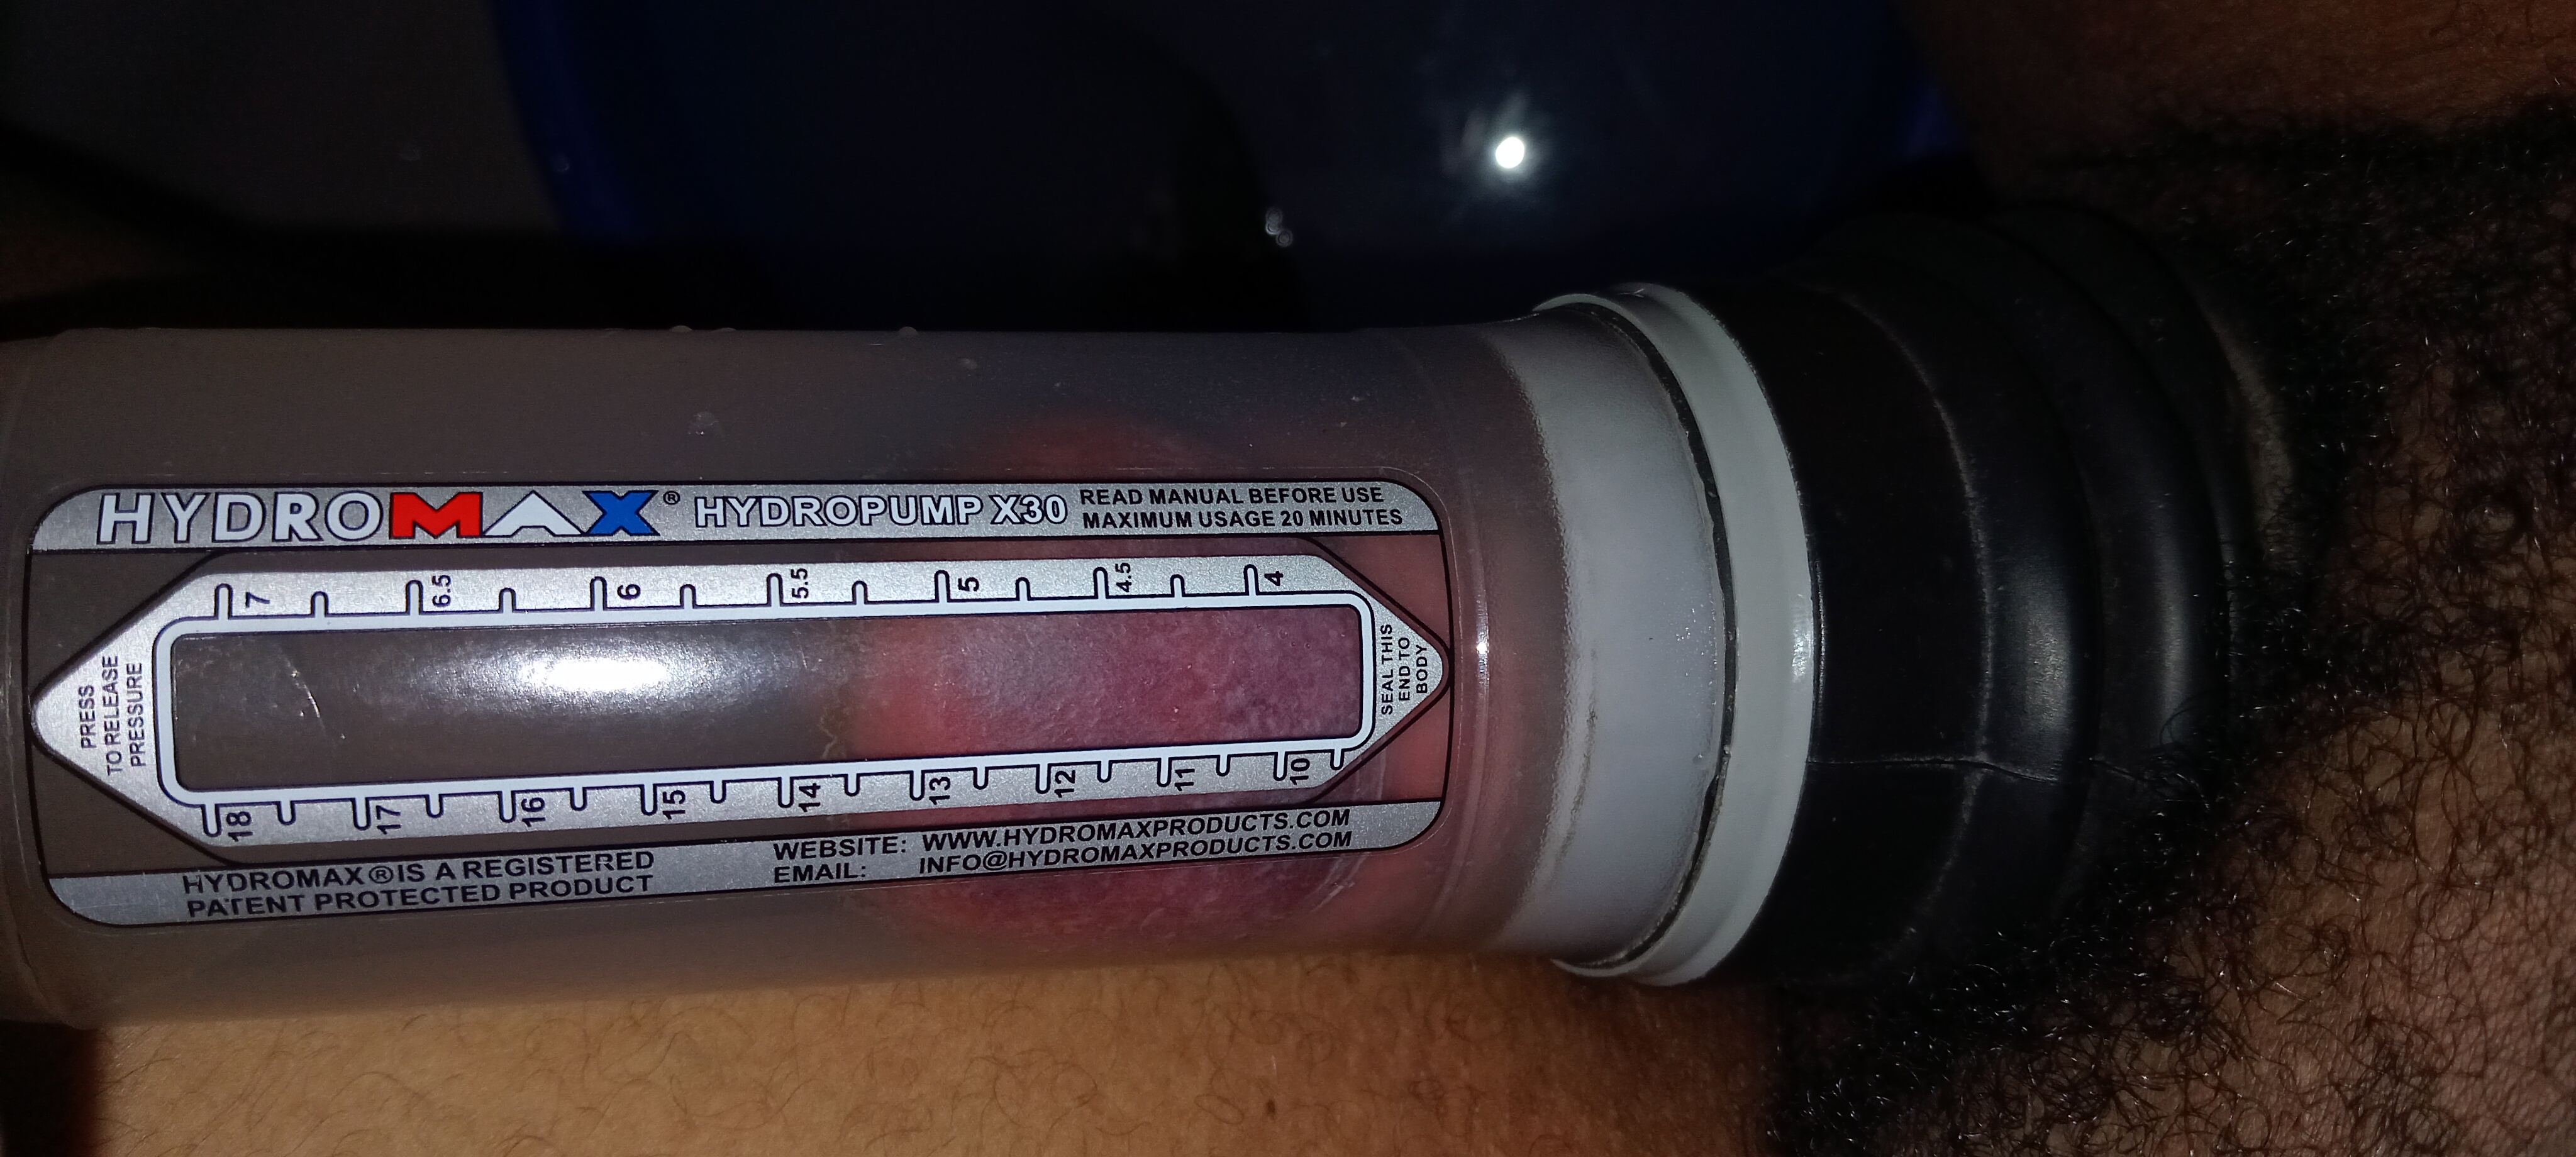 HYDROMAX® HYDROPUMP X30
READ MANUAL BEFORE USE
MAXIMUM USAGE 20 MINUTES
7 6.5 6 5.5 5 4.5 4
PRESS
TO RELEASE
PRESSURE
SEAL THIS
END TO
BODY
18 17 16 15 14 13 12 11 10
HYDROMAX®IS A REGISTERED
PATENT PROTECTED PRODUCT
WEBSITE: WWW.HYDROMAXPRODUCTS.COM
EMAIL: INFO@HYDROMAXPRODUCTS.COM